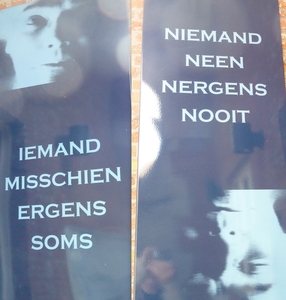 IEMAND
MISSCHIEN
ERGENS
SOMS
NIEMAND
NEEN
NERGENS
NOOIT